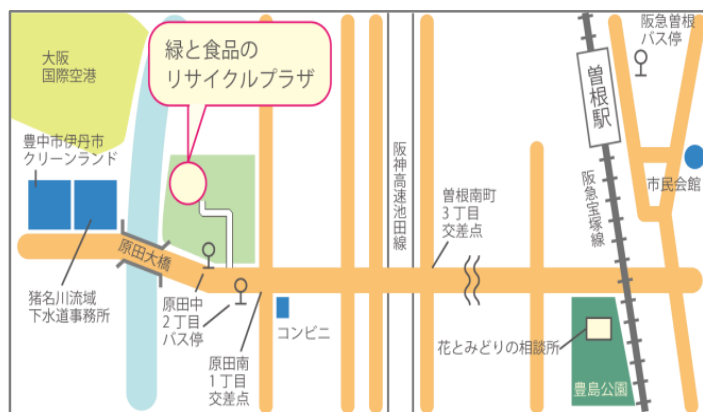 大阪
国際空港
緑と食品の
リサイクルプラザ
豊中市伊丹市
クリーンランド
猪名川流域
下水道事務所
原田大橋
原田中
2丁目
バス停
原田南
1丁目
交差点
コンビニ
阪神高速池田線
曽根南町
3丁目
交差点
曽根駅
阪急宝塚線
阪急曽根
バス停
市民会館
花とみどりの相談所
豊島公園